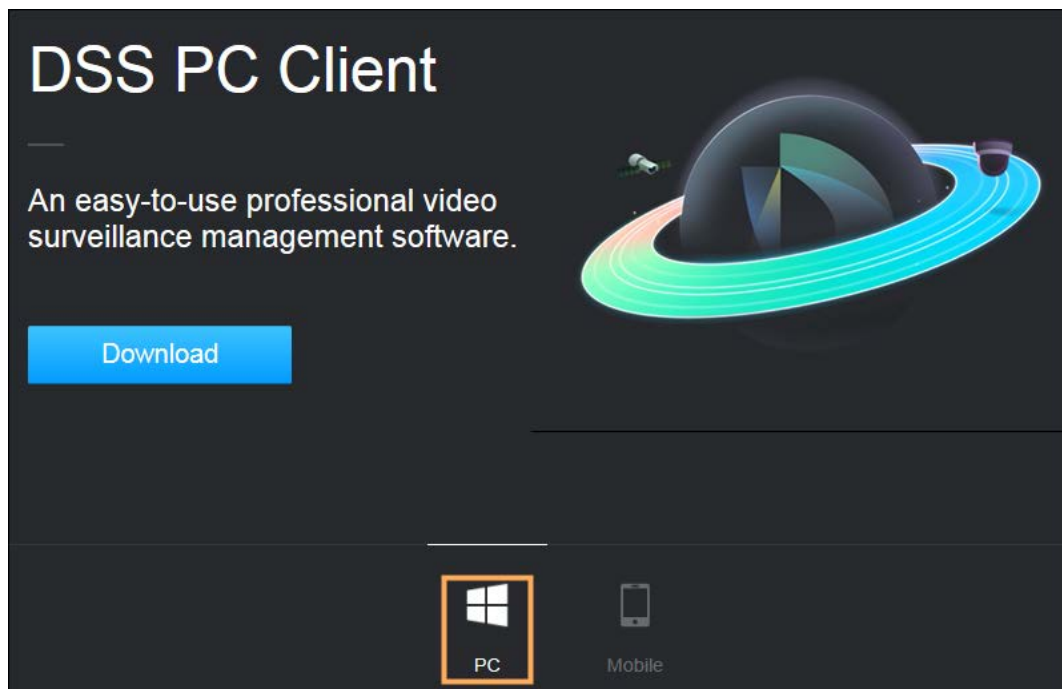 DSS PC Client
An easy-to-use professional video
surveillance management software.
Download
PC
Mobile